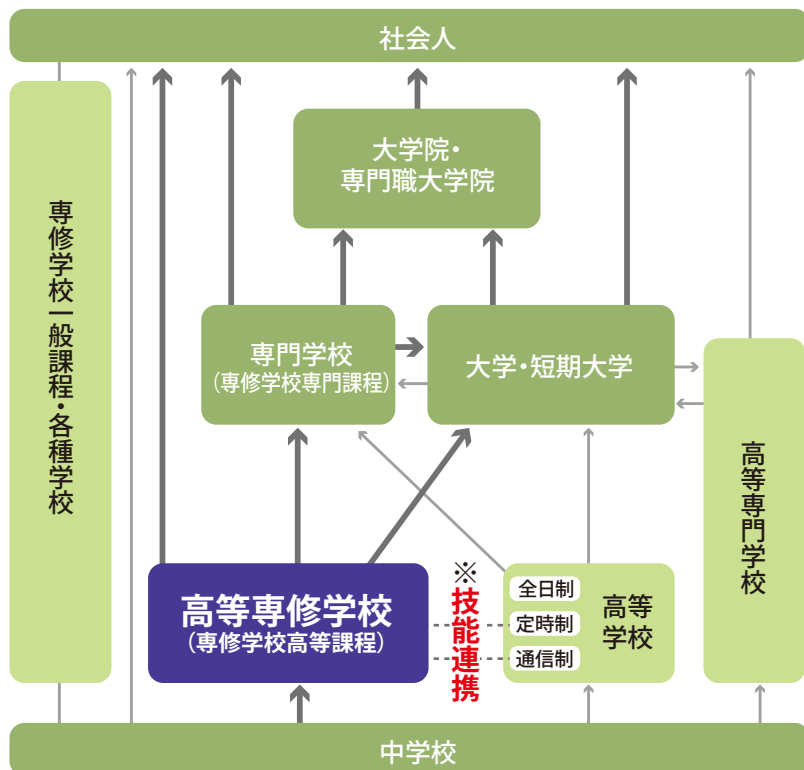 社会人
大学院・
専門職大学院
専修学校一般課程・各種学校
専門学校
（専修学校専門課程）
大学・短期大学
高等専門学校
高等専修学校
（専修学校高等課程）
※技能連携
全日制
定時制
通信制
高等
学校
中学校